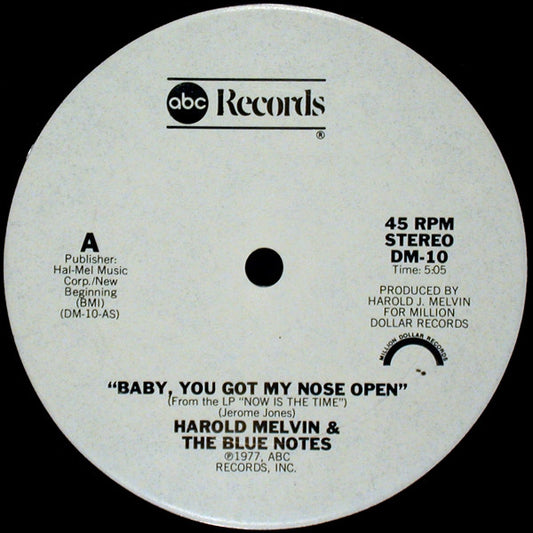 abc Records
®
A
Publisher:
Hal-Mel Music
Corp./New
Beginning
(BMI)
(DM-10-AS)
45 RPM
STEREO
DM-10
Time: 5:05
PRODUCED BY
HAROLD J. MELVIN
FOR MILLION
DOLLAR RECORDS
MILLION DOLLAR RECORDS
"BABY, YOU GOT MY NOSE OPEN"
(From the LP "NOW IS THE TIME")
(Jerome Jones)
HAROLD MELVIN &
THE BLUE NOTES
℗1977, ABC
RECORDS, INC.